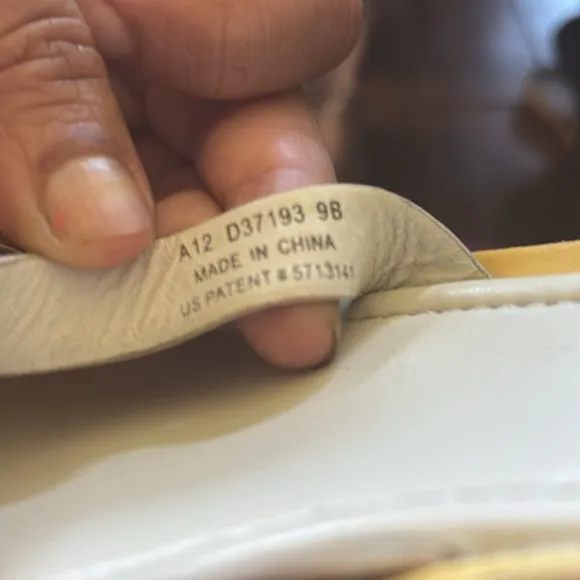 A12 D37193 9B
MADE IN CHINA
US PATENT # 5713141